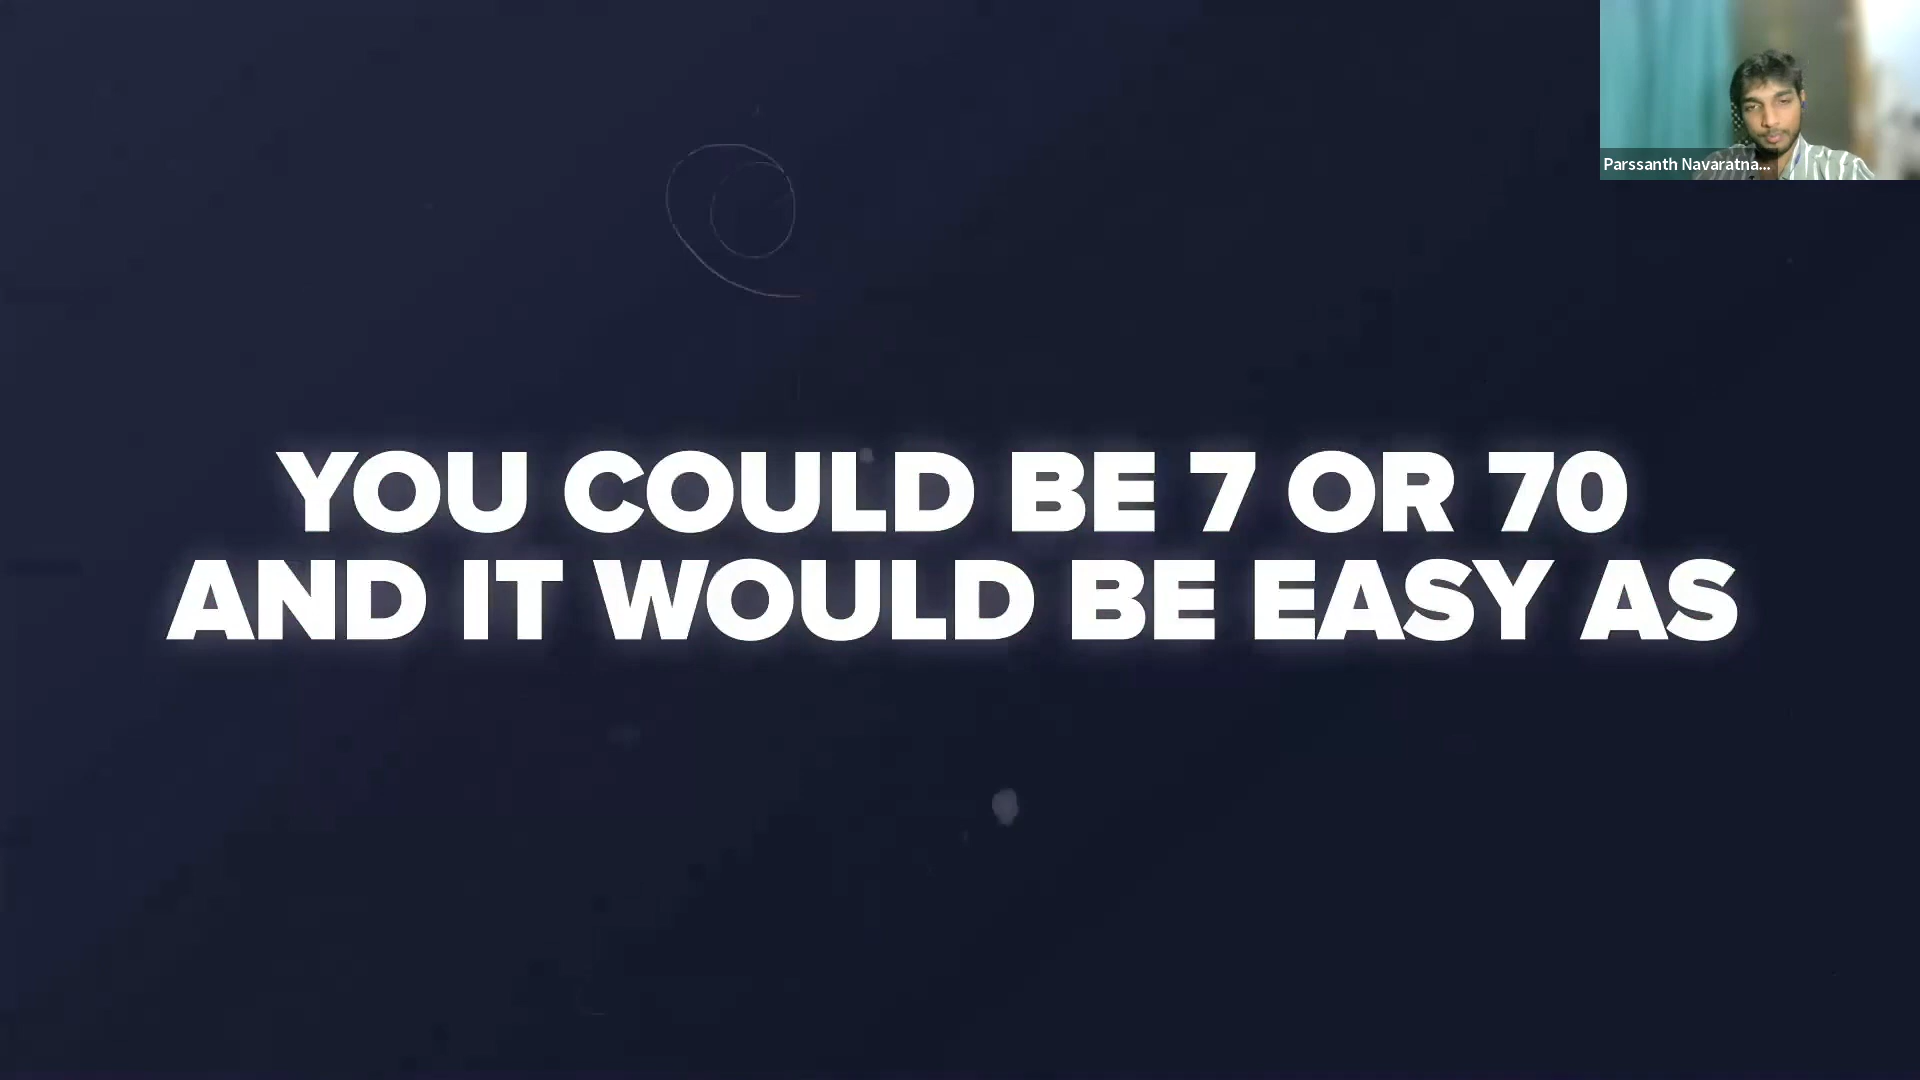 Parssanth Navaratna...
YOU COULD BE 7 OR 70
AND IT WOULD BE EASY AS